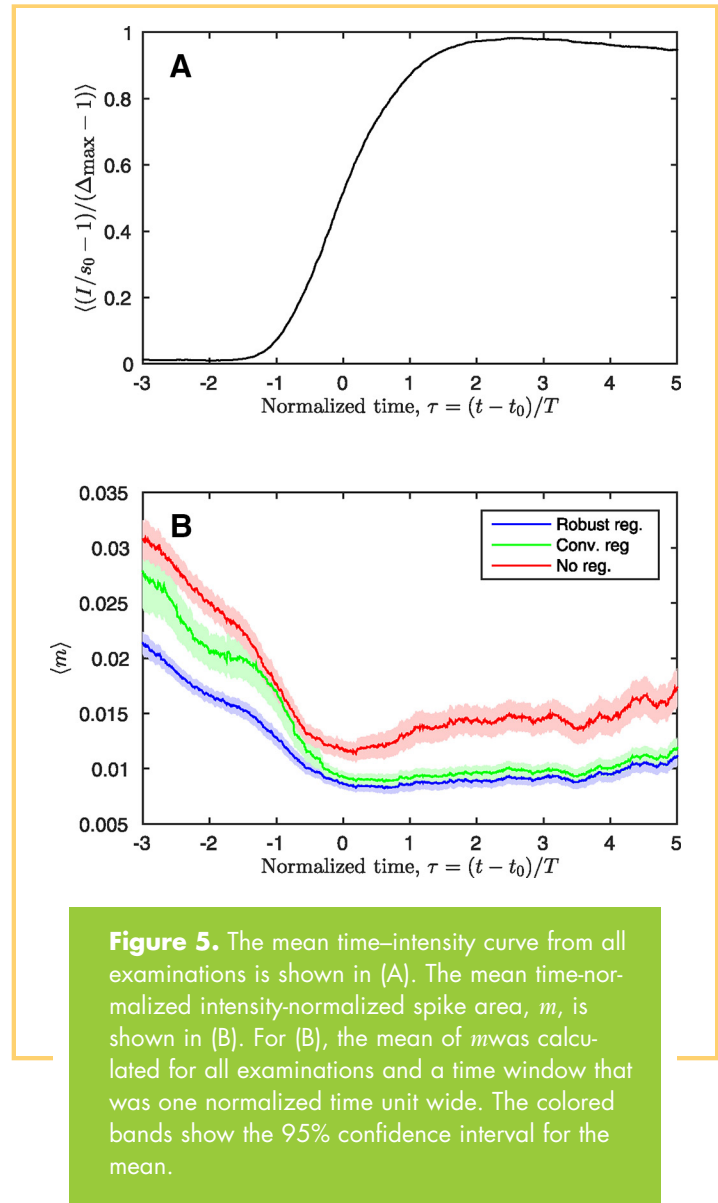 A
1
0.8
0.6
0.4
0.2
0
⟨(I/s₀ − 1)/(Δmax − 1)⟩
-3 -2 -1 0 1 2 3 4 5
Normalized time, τ = (t − t₀)/T
B
0.035
0.03
0.025
0.02
0.015
0.01
0.005
⟨m⟩
Robust reg.
Conv. reg
No reg.
-3 -2 -1 0 1 2 3 4 5
Normalized time, τ = (t − t₀)/T
Figure 5. The mean time–intensity curve from all
examinations is shown in (A). The mean time-nor-
malized intensity-normalized spike area, m, is
shown in (B). For (B), the mean of mwas calcu-
lated for all examinations and a time window that
was one normalized time unit wide. The colored
bands show the 95% confidence interval for the
mean.